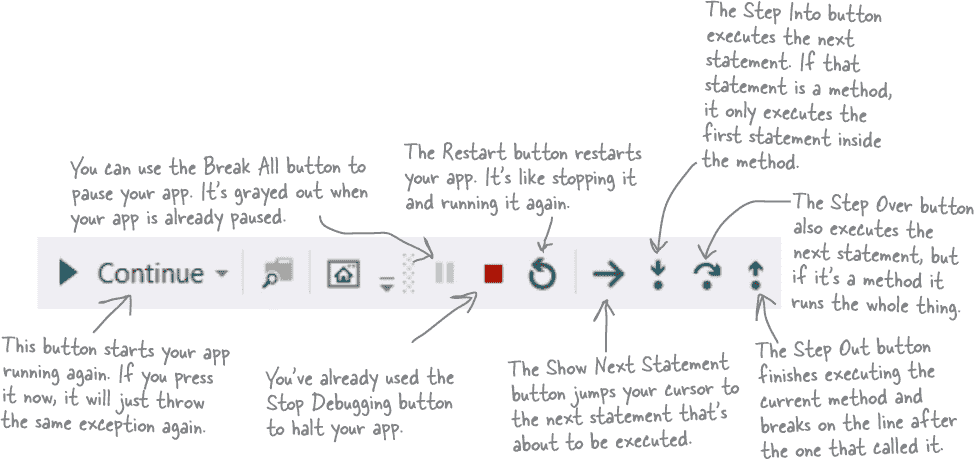 The Step Into button
executes the next
statement. If that
statement is a method,
it only executes the
first statement inside
the method.
You can use the Break All button to
pause your app. It's grayed out when
your app is already paused.
The Restart button restarts
your app. It's like stopping it
and running it again.
The Step Over button
also executes the
next statement, but
if it's a method it
runs the whole thing.
Continue
This button starts your app
running again. If you press
it now, it will just throw
the same exception again.
You've already used the
Stop Debugging button
to halt your app.
The Show Next Statement
button jumps your cursor to
the next statement that's
about to be executed.
The Step Out button
finishes executing the
current method and
breaks on the line after
the one that called it.